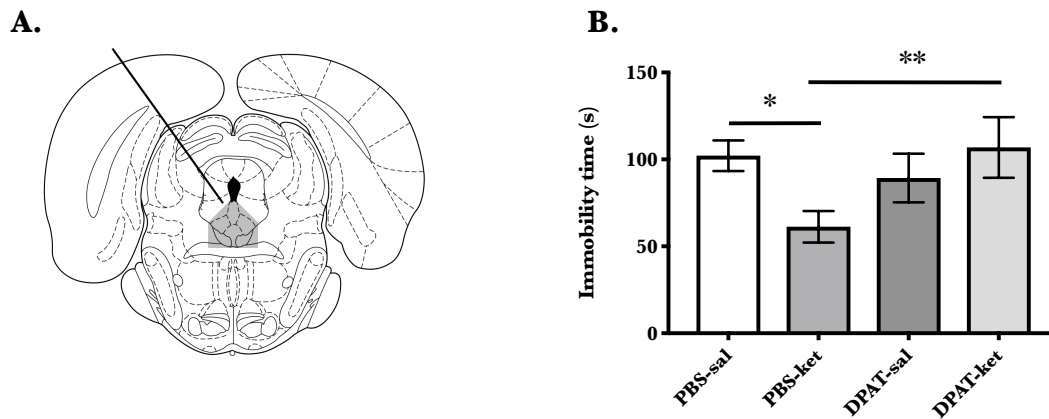 A.
B.
Immobility time (s)
150
100
50
0
*
**
PBS-sal
PBS-ket
DPAT-sal
DPAT-ket